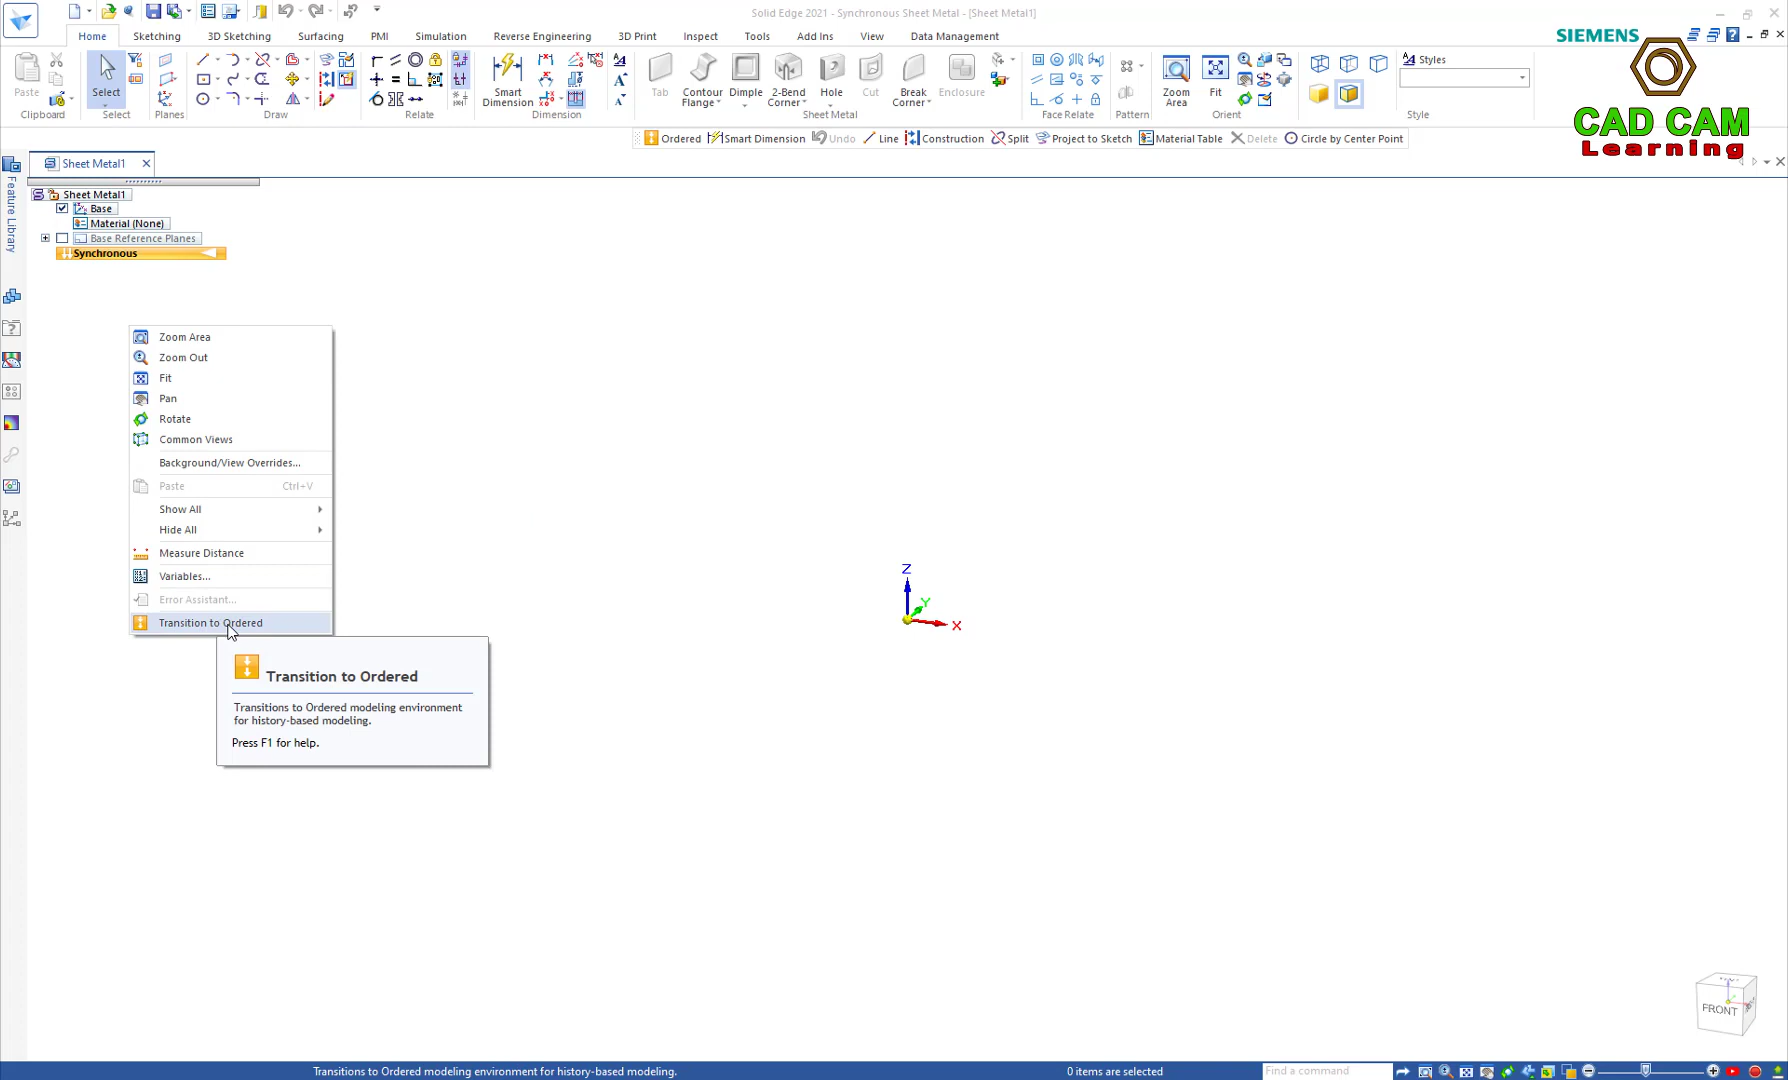 Solid Edge 2021 - Synchronous Sheet Metal - [Sheet Metal1]
Home Sketching 3D Sketching Surfacing PMI Simulation Reverse Engineering 3D Print Inspect Tools Add Ins View Data Management
SIEMENS
Paste
Select
Smart Dimension
Tab
Contour Flange
Dimple
2-Bend Corner
Hole
Cut
Break Corner
Enclosure
Zoom Area
Fit
Styles
Clipboard Select Planes Draw Relate Dimension Sheet Metal Face Relate Pattern Orient Style
CAD CAM
Learning
Ordered Smart Dimension Undo Line Construction Split Project to Sketch Material Table Delete Circle by Center Point
Sheet Metal1
Feature Library
Sheet Metal1
Base
Material (None)
Base Reference Planes
Synchronous
Zoom Area
Zoom Out
Fit
Pan
Rotate
Common Views
Background/View Overrides...
Paste Ctrl+V
Show All
Hide All
Measure Distance
Variables...
Error Assistant...
Transition to Ordered
Transition to Ordered
Transitions to Ordered modeling environment
for history-based modeling.
Press F1 for help.
Z
Y
X
FRONT
Transitions to Ordered modeling environment for history-based modeling.
0 items are selected
Find a command